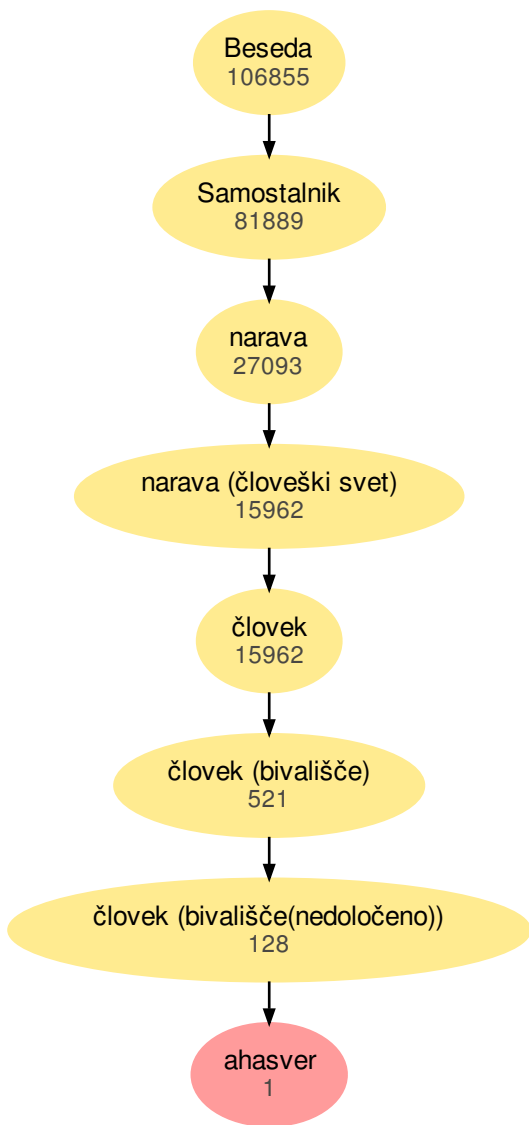 Beseda
106855
Samostalnik
81889
narava
27093
narava (človeški svet)
15962
človek
15962
človek (bivališče)
521
človek (bivališče(nedoločeno))
128
ahasver
1